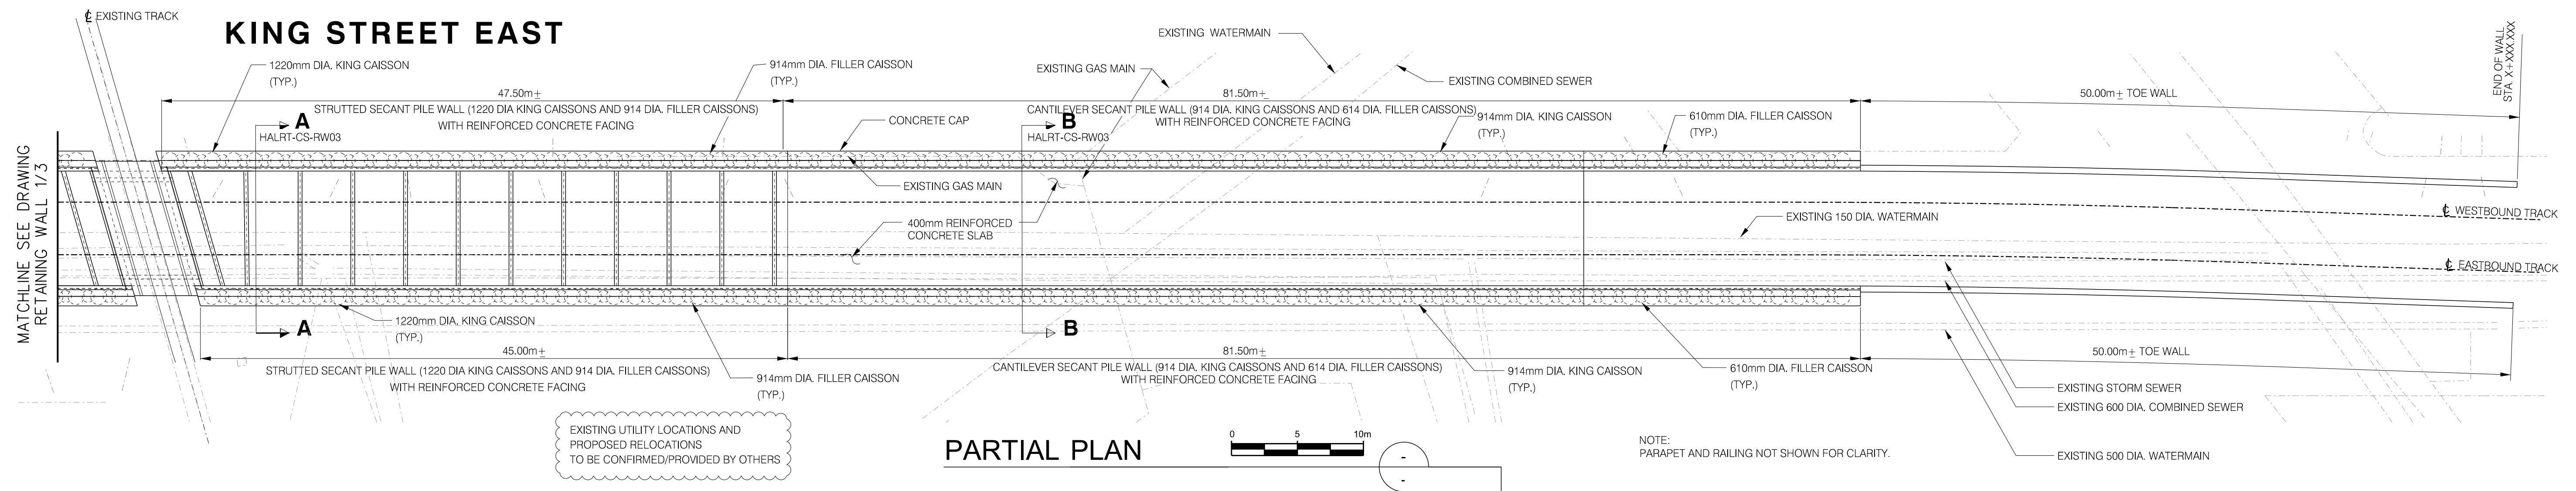 ℄ EXISTING TRACK
KING STREET EAST
1220mm DIA. KING CAISSON
(TYP.)
914mm DIA. FILLER CAISSON
(TYP.)
EXISTING WATERMAIN
EXISTING GAS MAIN
EXISTING COMBINED SEWER
END OF WALL
STA. X+XXX.XXX
47.50m±
STRUTTED SECANT PILE WALL (1220 DIA KING CAISSONS AND 914 DIA. FILLER CAISSONS)
WITH REINFORCED CONCRETE FACING
81.50m±
CANTILEVER SECANT PILE WALL (914 DIA. KING CAISSONS AND 614 DIA. FILLER CAISSONS)
WITH REINFORCED CONCRETE FACING
50.00m± TOE WALL
A
HALRT-CS-RW03
CONCRETE CAP
B
HALRT-CS-RW03
914mm DIA. KING CAISSON
(TYP.)
610mm DIA. FILLER CAISSON
(TYP.)
MATCHLINE SEE DRAWING
RETAINING WALL 1/3
EXISTING GAS MAIN
400mm REINFORCED
CONCRETE SLAB
EXISTING 150 DIA. WATERMAIN
℄ WESTBOUND TRACK
℄ EASTBOUND TRACK
1220mm DIA. KING CAISSON
(TYP.)
A
B
45.00m±
STRUTTED SECANT PILE WALL (1220 DIA KING CAISSONS AND 914 DIA. FILLER CAISSONS)
WITH REINFORCED CONCRETE FACING
914mm DIA. FILLER CAISSON
(TYP.)
81.50m±
CANTILEVER SECANT PILE WALL (914 DIA. KING CAISSONS AND 614 DIA. FILLER CAISSONS)
WITH REINFORCED CONCRETE FACING
914mm DIA. KING CAISSON
(TYP.)
610mm DIA. FILLER CAISSON
(TYP.)
50.00m± TOE WALL
EXISTING STORM SEWER
EXISTING 600 DIA. COMBINED SEWER
EXISTING 500 DIA. WATERMAIN
EXISTING UTILITY LOCATIONS AND
PROPOSED RELOCATIONS
TO BE CONFIRMED/PROVIDED BY OTHERS
PARTIAL PLAN
0 5 10m
-
-
NOTE:
PARAPET AND RAILING NOT SHOWN FOR CLARITY.